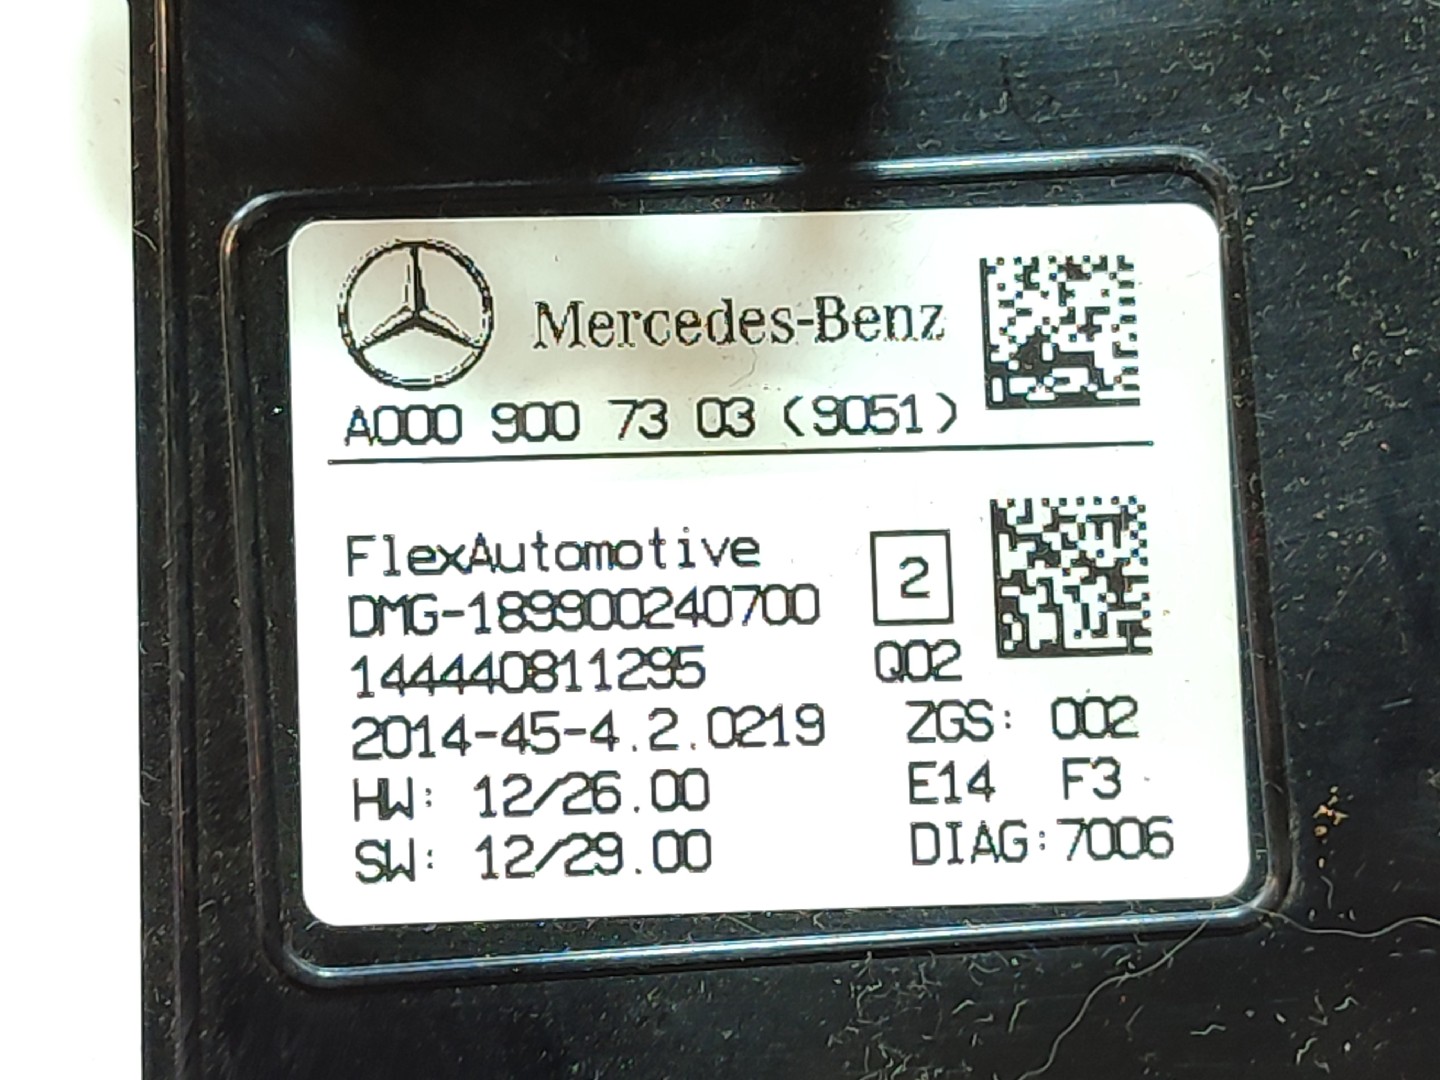 Mercedes-Benz
A000 900 73 03 (9051)
FlexAutomotive
2
DMG-189900240700
144440811295 Q02
2014-45-4.2.0219 ZGS: 002
HW: 12/26.00 E14 F3
SW: 12/29.00 DIAG:7006